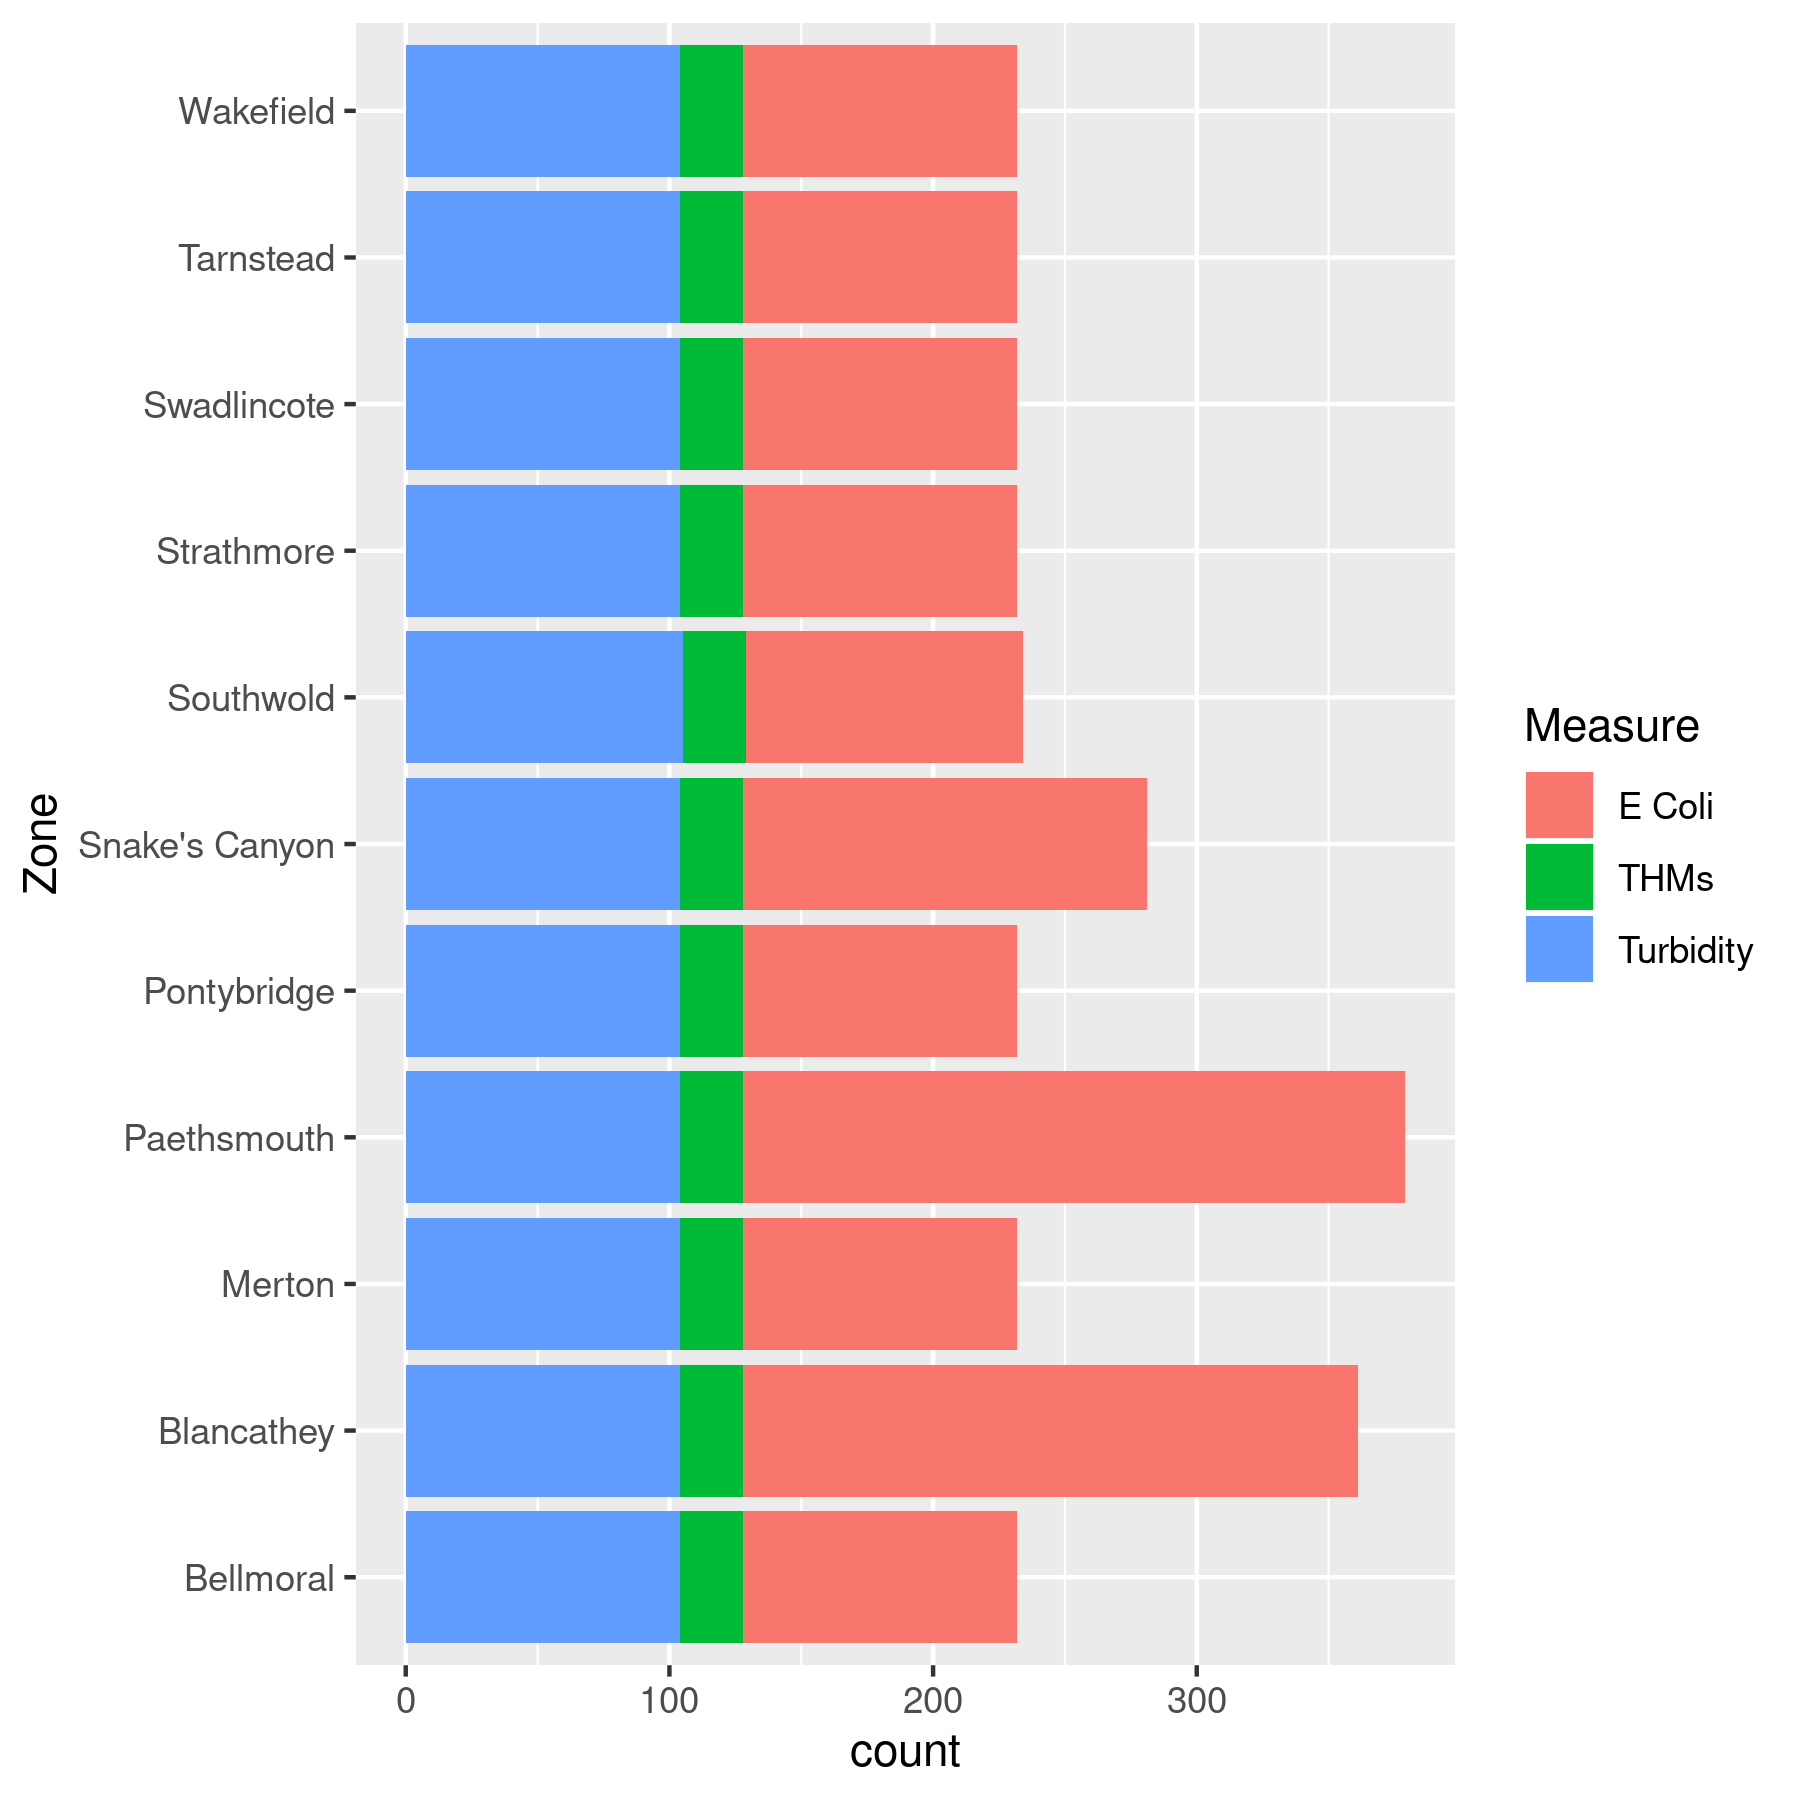 Wakefield
Tarnstead
Swadlincote
Strathmore
Southwold
Snake's Canyon
Pontybridge
Paethsmouth
Merton
Blancathey
Bellmoral
Zone
0 100 200 300
count
Measure
E Coli
THMs
Turbidity